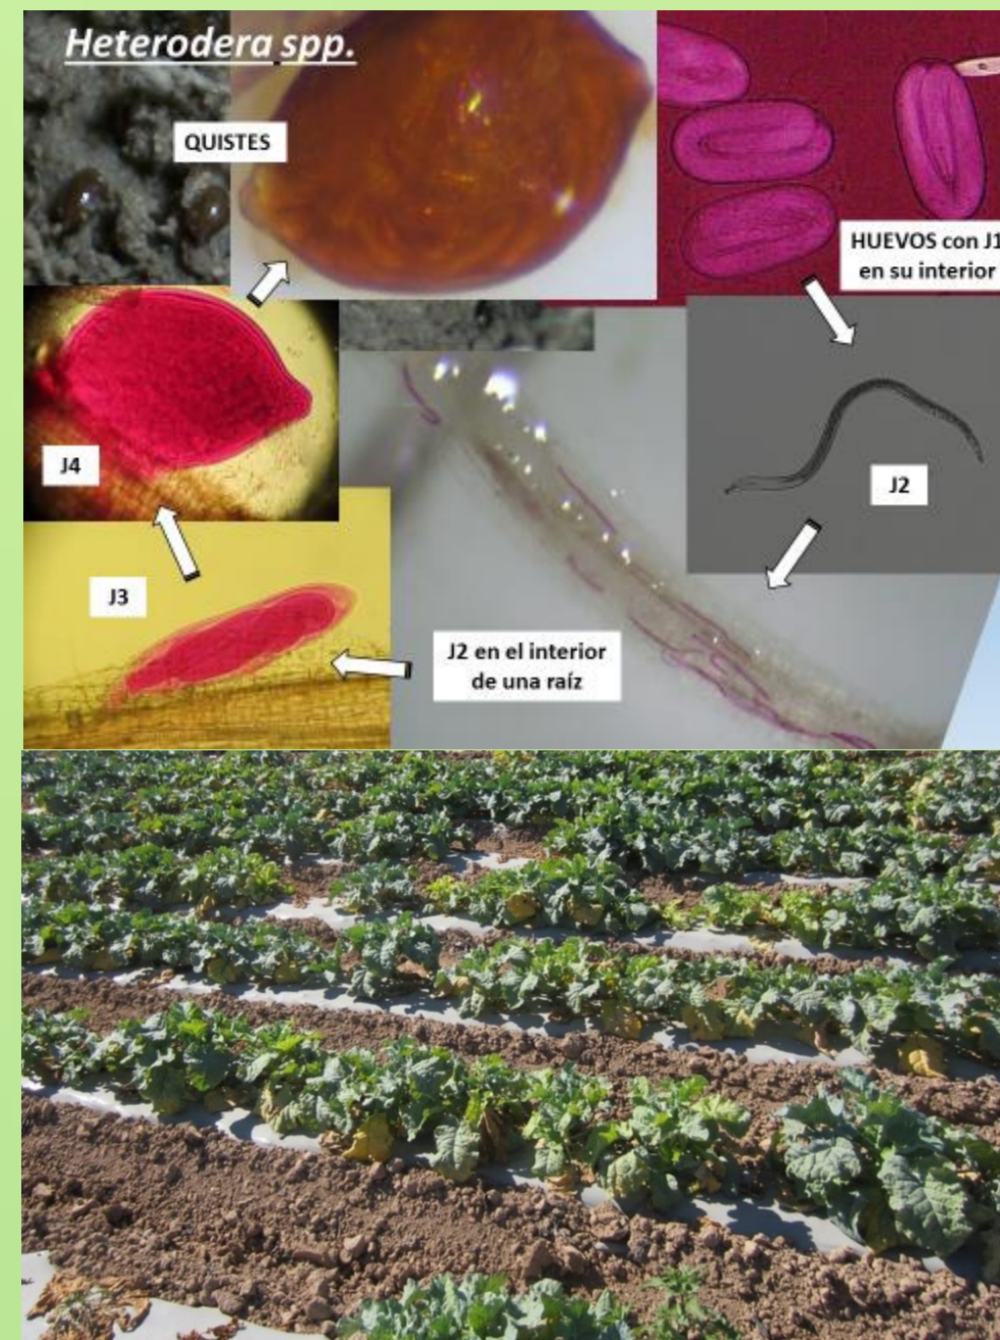 Heterodera spp.
QUISTES
HUEVOS con J1
en su interior
J4
J2
J3
J2 en el interior
de una raíz